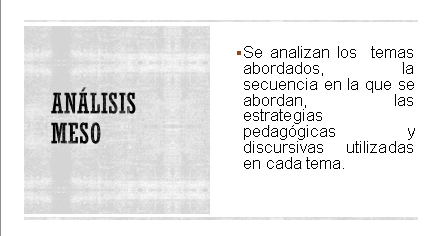 ANÁLISIS
MESO
▪Se analizan los temas
abordados, la
secuencia en la que se
abordan, las
estrategias
pedagógicas y
discursivas utilizadas
en cada tema.